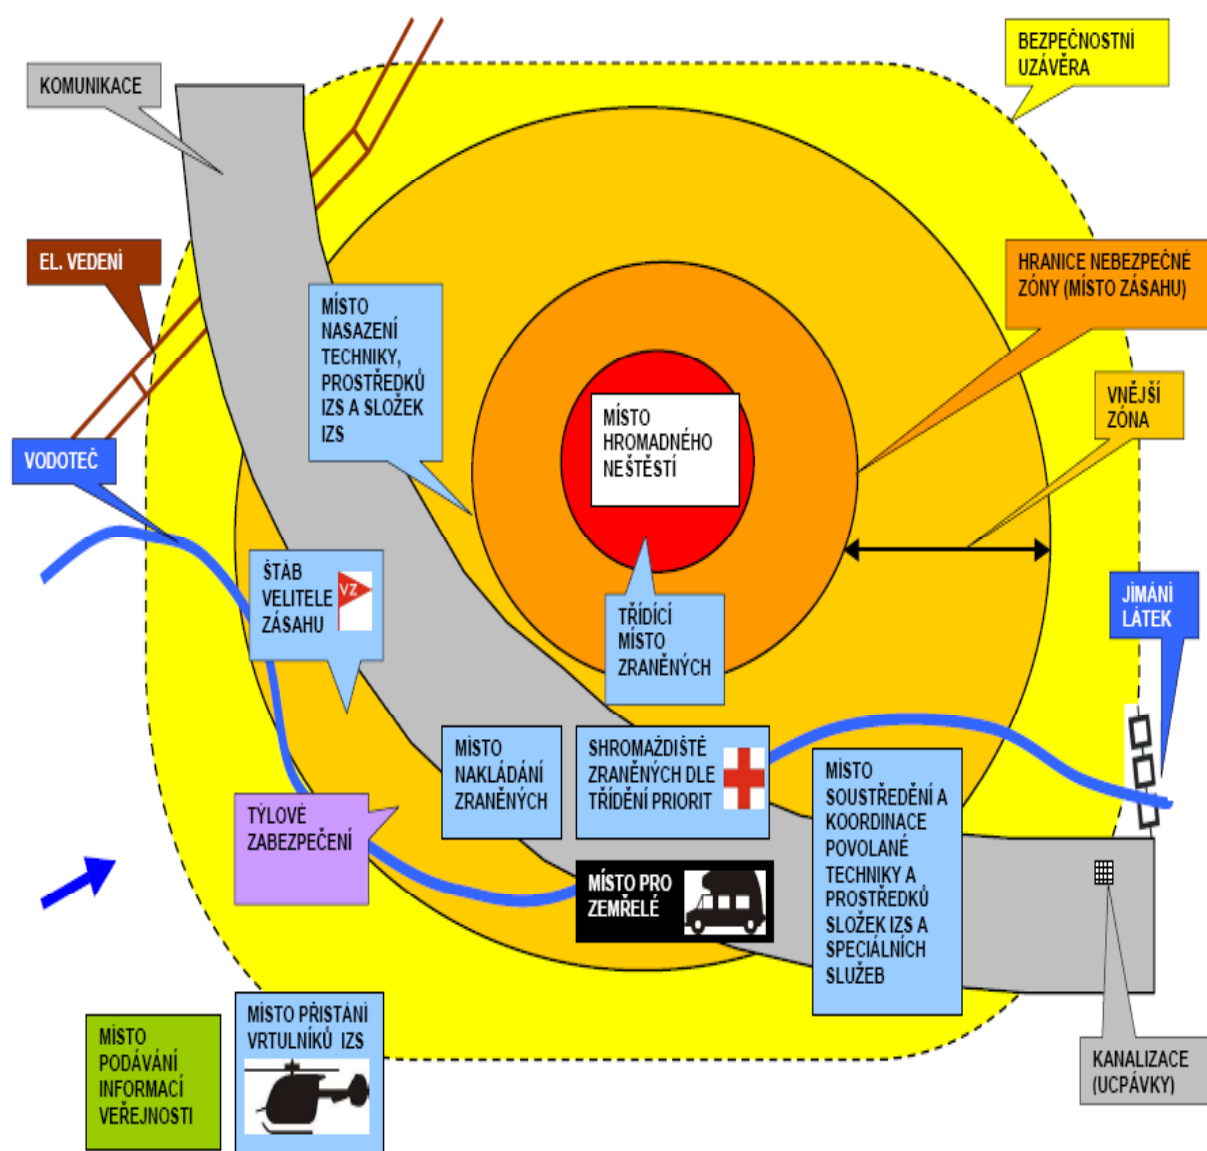 BEZPEČNOSTNÍ
UZÁVĚRA
KOMUNIKACE
EL. VEDENÍ
HRANICE NEBEZPEČNÉ
ZÓNY (MÍSTO ZÁSAHU)
MÍSTO
NASAZENÍ
TECHNIKY,
PROSTŘEDKŮ
IZS A SLOŽEK
IZS
VNĚJŠÍ
ZÓNA
MÍSTO
HROMADNÉHO
NEŠTĚSTÍ
VODOTEČ
ŠTÁB
VELITELE
ZÁSAHU
VZ
TŘÍDÍCÍ
MÍSTO
ZRANĚNÝCH
JÍMÁNÍ
LÁTEK
MÍSTO
NAKLÁDÁNÍ
ZRANĚNÝCH
SHROMAŽDIŠTĚ
ZRANĚNÝCH DLE
TŘÍDĚNÍ PRIORIT
MÍSTO
SOUSTŘEDĚNÍ A
KOORDINACE
POVOLANÉ
TECHNIKY A
PROSTŘEDKŮ
SLOŽEK IZS A
SPECIÁLNÍCH
SLUŽEB
TÝLOVÉ
ZABEZPEČENÍ
MÍSTO PRO
ZEMŘELÉ
MÍSTO PŘISTÁNÍ
VRTULNÍKŮ IZS
MÍSTO
PODÁVÁNÍ
INFORMACÍ
VEŘEJNOSTI
KANALIZACE
(UCPÁVKY)